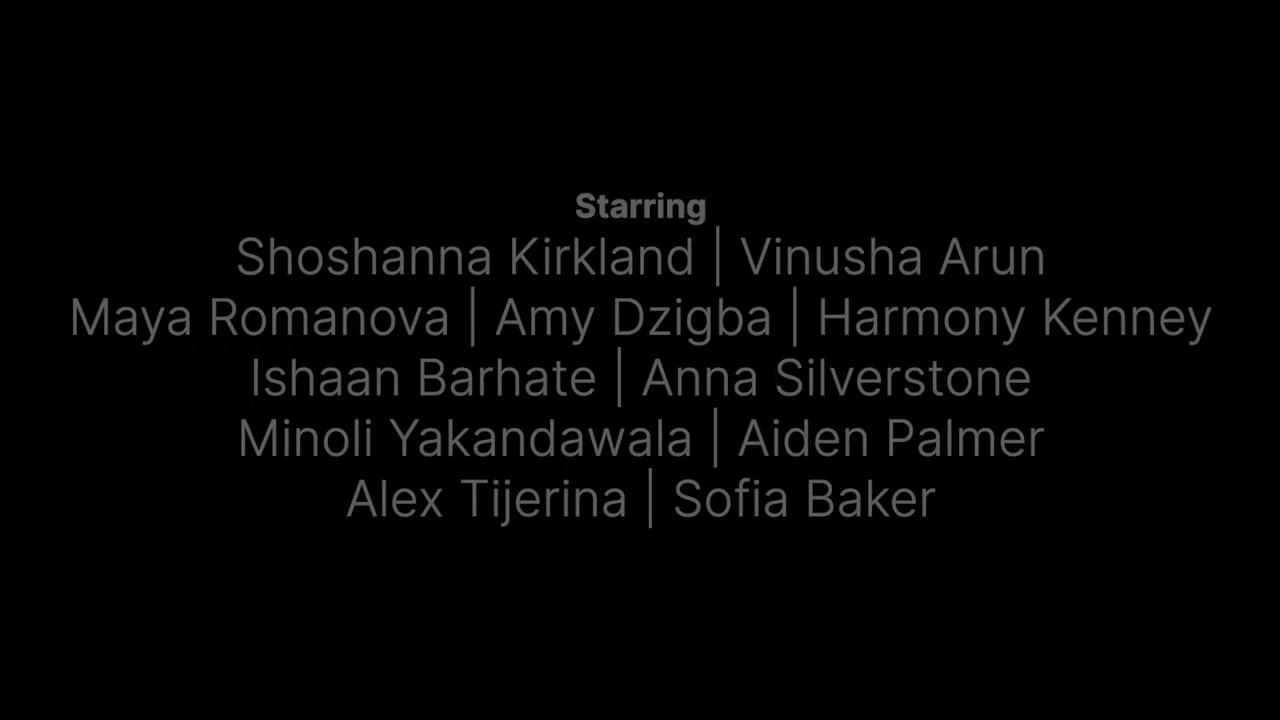 Starring
Shoshanna Kirkland | Vinusha Arun
Maya Romanova | Amy Dzigba | Harmony Kenney
Ishaan Barhate | Anna Silverstone
Minoli Yakandawala | Aiden Palmer
Alex Tijerina | Sofia Baker